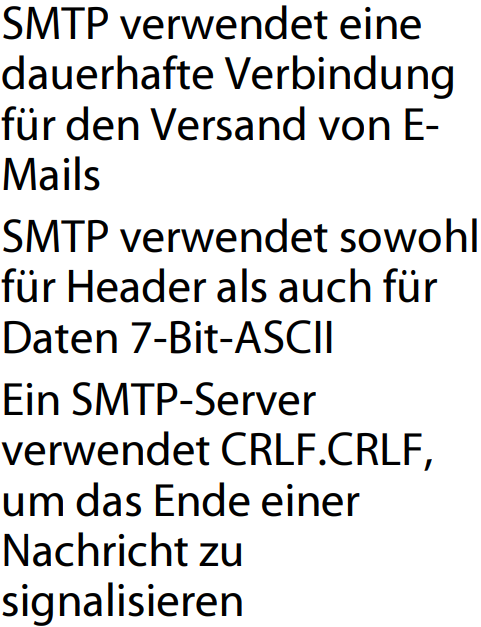 SMTP verwendet eine
dauerhafte Verbindung
für den Versand von E-
Mails
SMTP verwendet sowohl
für Header als auch für
Daten 7-Bit-ASCII
Ein SMTP-Server
verwendet CRLF.CRLF,
um das Ende einer
Nachricht zu
signalisieren